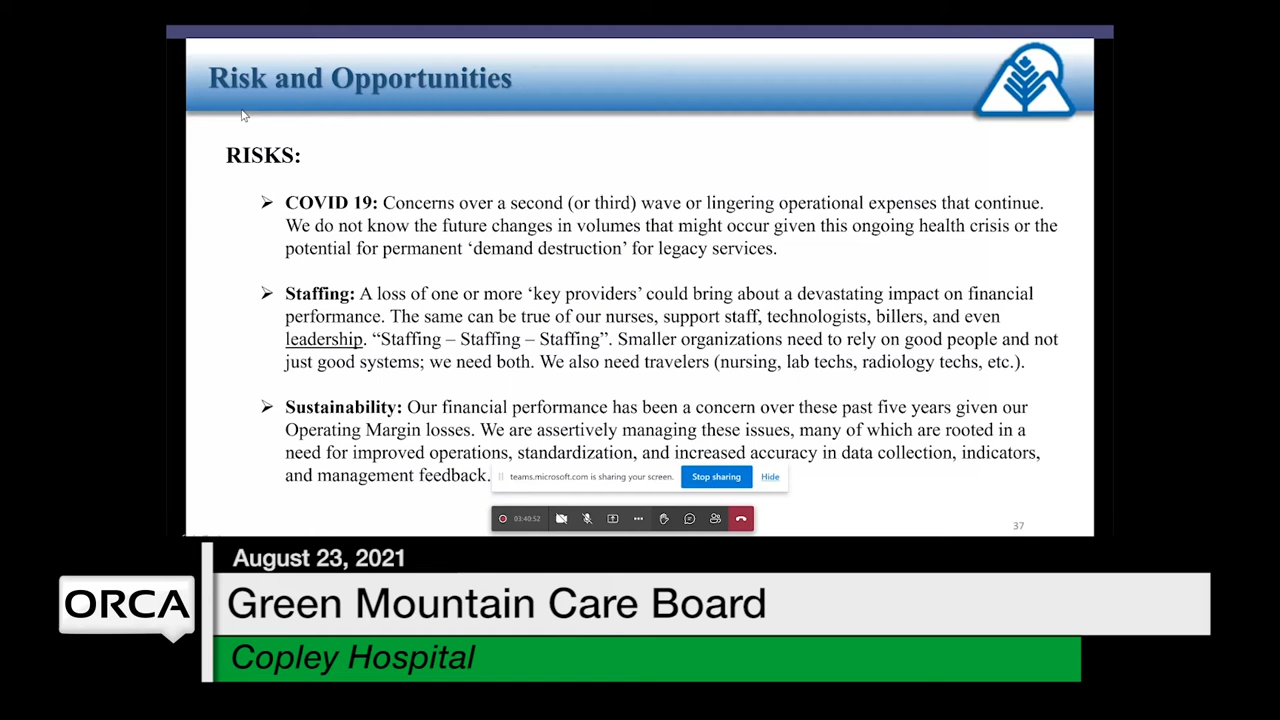 Risk and Opportunities
RISKS:
➢ COVID 19: Concerns over a second (or third) wave or lingering operational expenses that continue.
We do not know the future changes in volumes that might occur given this ongoing health crisis or the
potential for permanent ‘demand destruction’ for legacy services.
➢ Staffing: A loss of one or more ‘key providers’ could bring about a devastating impact on financial
performance. The same can be true of our nurses, support staff, technologists, billers, and even
leadership. “Staffing – Staffing – Staffing”. Smaller organizations need to rely on good people and not
just good systems; we need both. We also need travelers (nursing, lab techs, radiology techs, etc.).
➢ Sustainability: Our financial performance has been a concern over these past five years given our
Operating Margin losses. We are assertively managing these issues, many of which are rooted in a
need for improved operations, standardization, and increased accuracy in data collection, indicators,
and management feedback.
teams.microsoft.com is sharing your screen. Stop sharing Hide
03:40:52
37
August 23, 2021
ORCA
Green Mountain Care Board
Copley Hospital